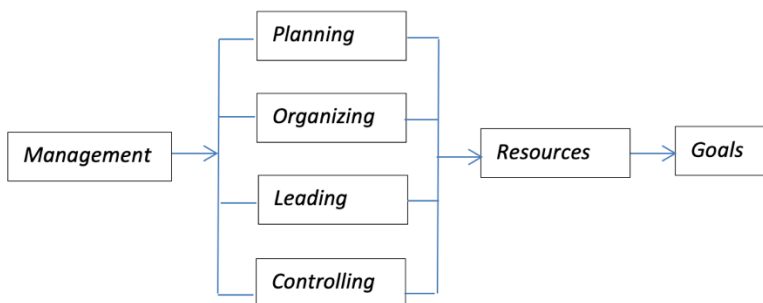 Management
Planning
Organizing
Leading
Controlling
Resources
Goals